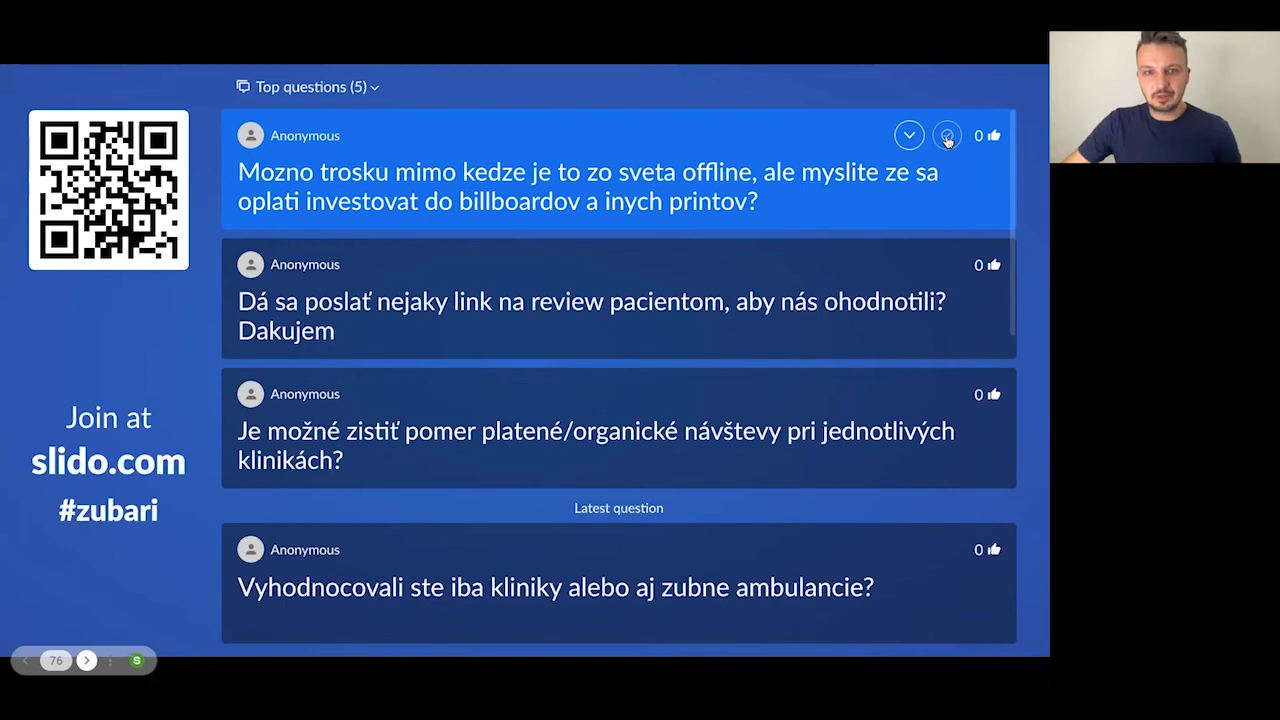 Top questions (5)
Anonymous
0
Mozno trosku mimo kedze je to zo sveta offline, ale myslite ze sa
oplati investovat do billboardov a inych printov?
Anonymous
0
Dá sa poslať nejaky link na review pacientom, aby nás ohodnotili?
Dakujem
Anonymous
0
Je možné zistiť pomer platené/organické návštevy pri jednotlivých
klinikách?
Latest question
Anonymous
0
Vyhodnocovali ste iba kliniky alebo aj zubne ambulancie?
Join at
slido.com
#zubari
76
S